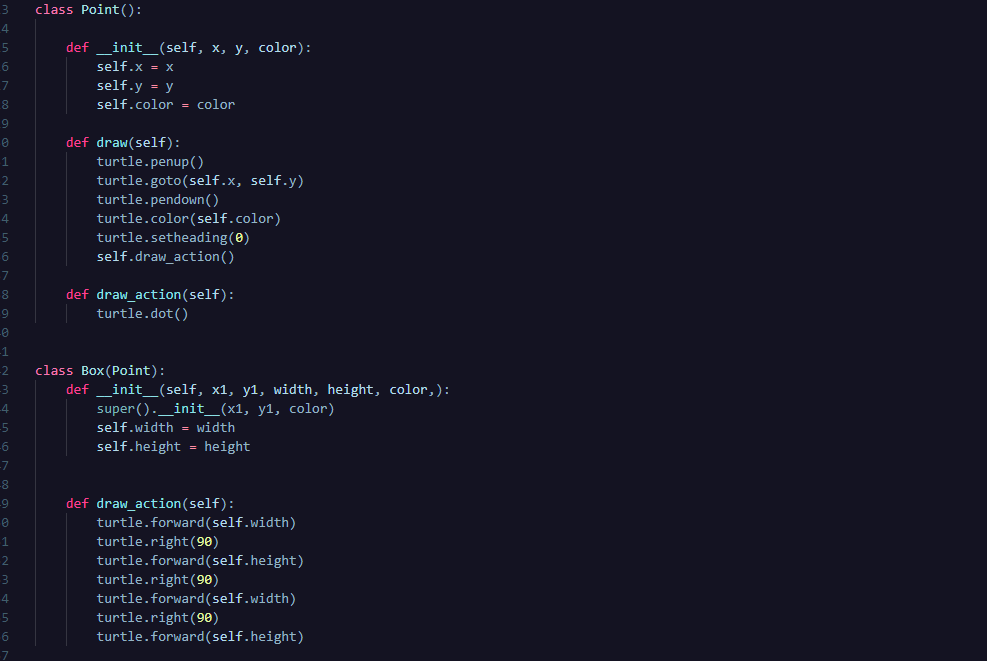 3 class Point():
4
5     def __init__(self, x, y, color):
6         self.x = x
7         self.y = y
8         self.color = color
9
0     def draw(self):
1         turtle.penup()
2         turtle.goto(self.x, self.y)
3         turtle.pendown()
4         turtle.color(self.color)
5         turtle.setheading(0)
6         self.draw_action()
7
8     def draw_action(self):
9         turtle.dot()
0
1
2 class Box(Point):
3     def __init__(self, x1, y1, width, height, color,):
4         super().__init__(x1, y1, color)
5         self.width = width
6         self.height = height
7
8
9     def draw_action(self):
0         turtle.forward(self.width)
1         turtle.right(90)
2         turtle.forward(self.height)
3         turtle.right(90)
4         turtle.forward(self.width)
5         turtle.right(90)
6         turtle.forward(self.height)
7